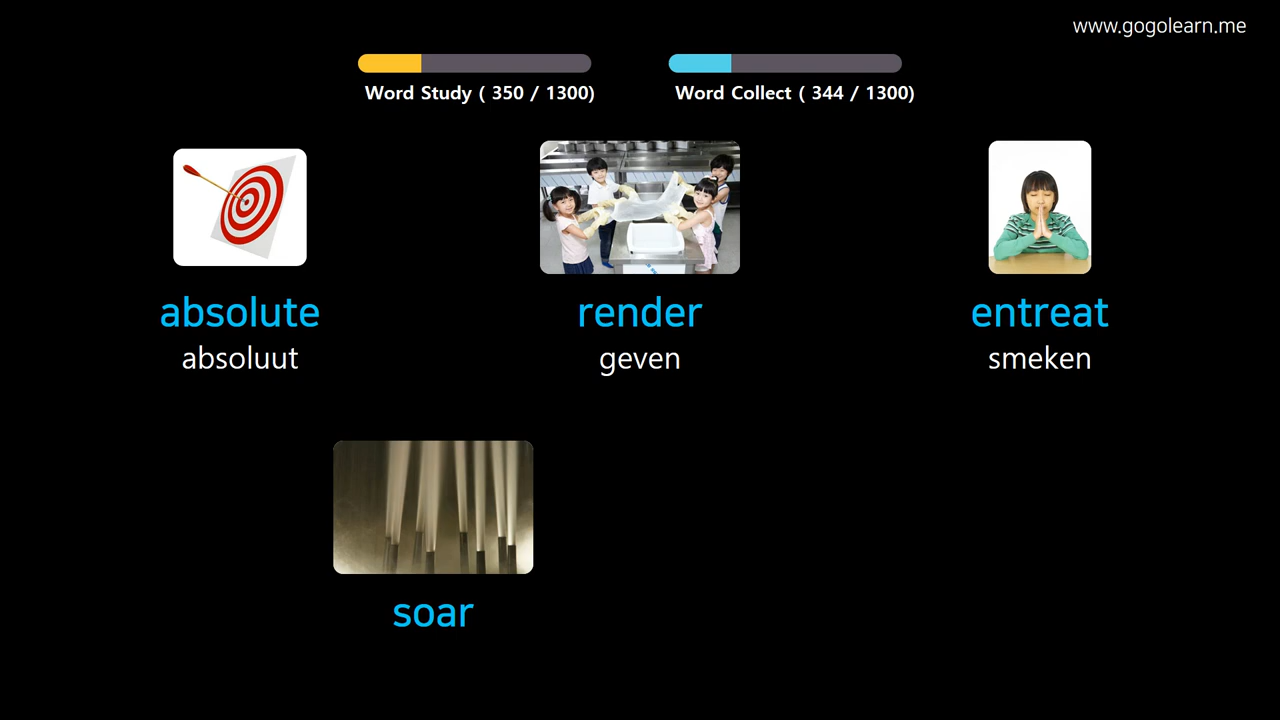 www.gogolearn.me
Word Study ( 350 / 1300)
Word Collect ( 344 / 1300)
absolute
absoluut
render
geven
entreat
smeken
soar